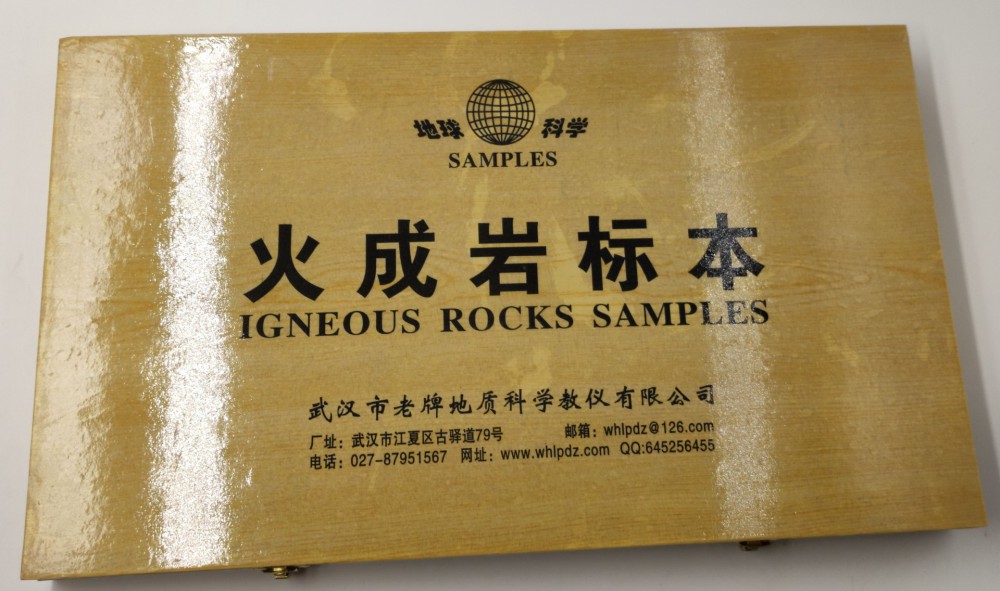 地球 科学
SAMPLES
火成岩标本
IGNEOUS ROCKS SAMPLES
武汉市老牌地质科学教仪有限公司
厂址：武汉市江夏区古驿道79号 邮箱：whlpdz@126.com
电话：027-87951567 网址：www.whlpdz.com QQ:645256455